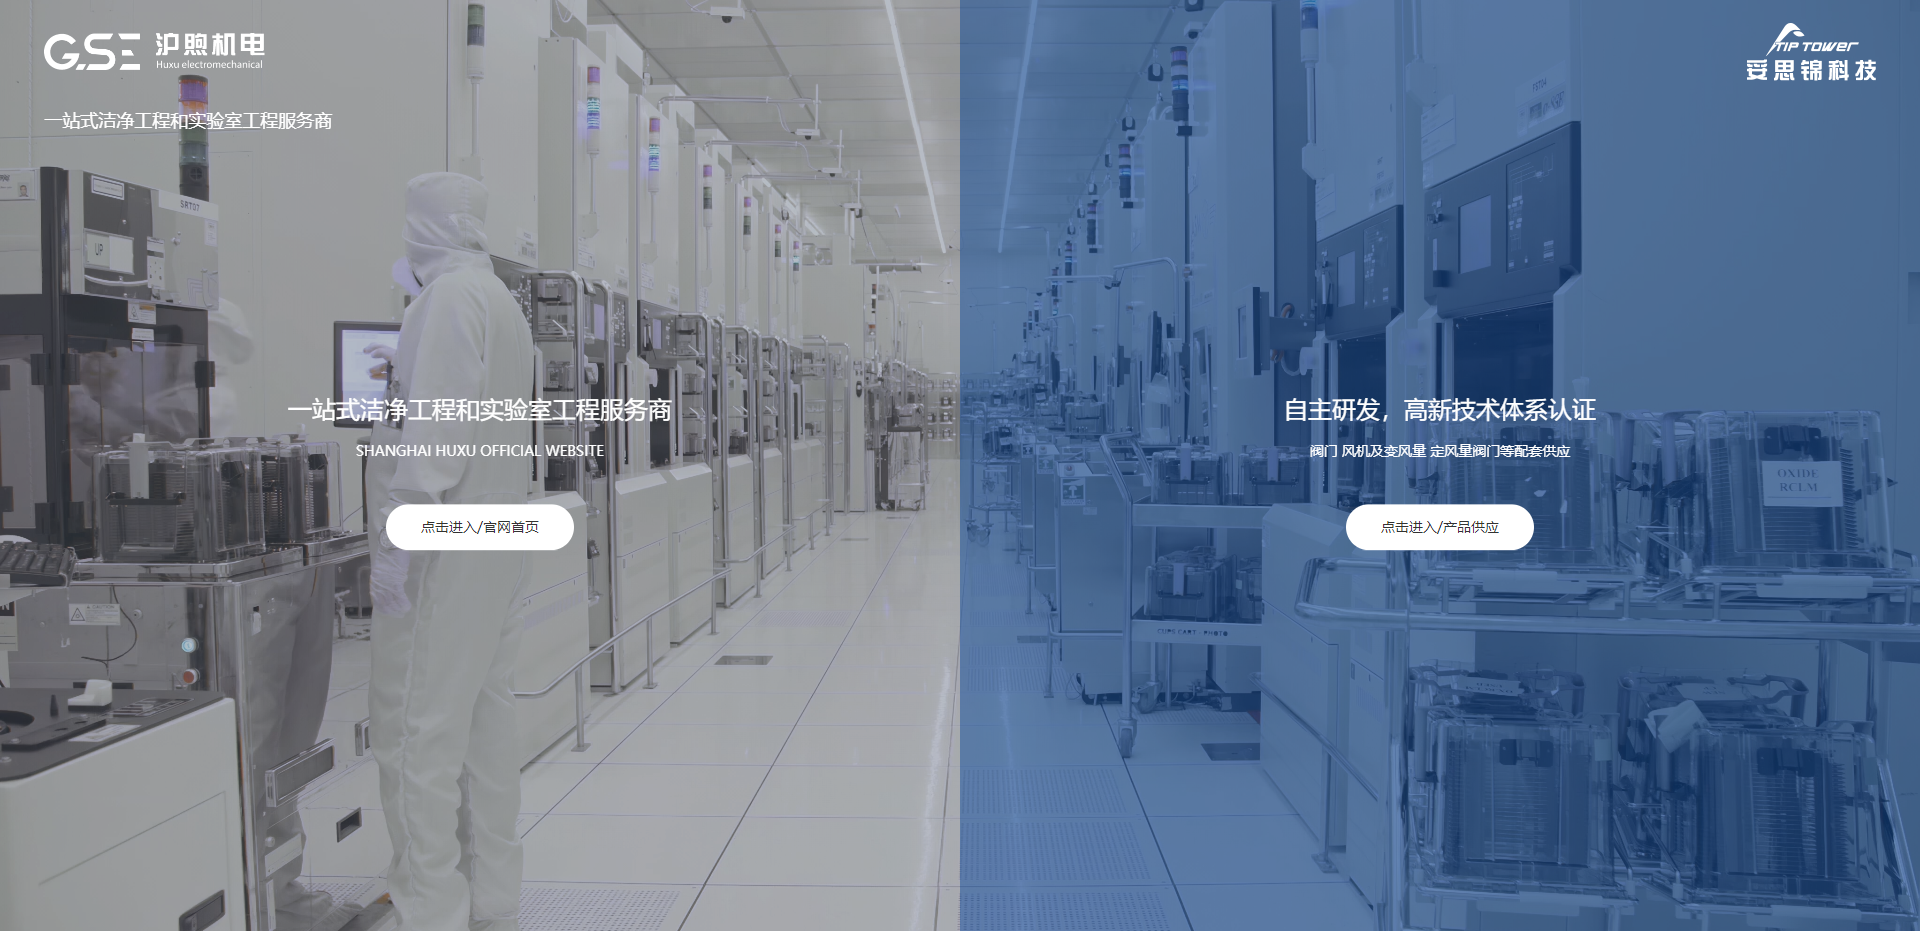 GSE 沪煦机电
Huxu electromechanical
一站式洁净工程和实验室工程服务商
TIP TOWER
妥思锦科技
SRT07
UP
一站式洁净工程和实验室工程服务商
SHANGHAI HUXU OFFICIAL WEBSITE
点击进入/官网首页
自主研发，高新技术体系认证
阀门 风机及变风量 定风量阀门等配套供应
点击进入/产品供应
OXIDE
RCLM
CAUTION